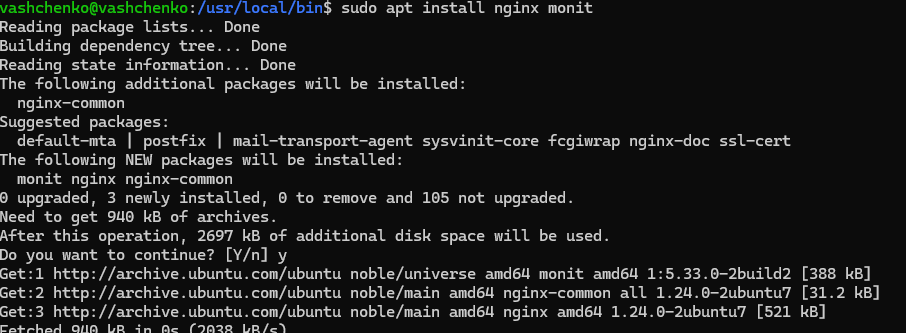 vashchenko@vashchenko:/usr/local/bin$ sudo apt install nginx monit
Reading package lists... Done
Building dependency tree... Done
Reading state information... Done
The following additional packages will be installed:
  nginx-common
Suggested packages:
  default-mta | postfix | mail-transport-agent sysvinit-core fcgiwrap nginx-doc ssl-cert
The following NEW packages will be installed:
  monit nginx nginx-common
0 upgraded, 3 newly installed, 0 to remove and 105 not upgraded.
Need to get 940 kB of archives.
After this operation, 2697 kB of additional disk space will be used.
Do you want to continue? [Y/n] y
Get:1 http://archive.ubuntu.com/ubuntu noble/universe amd64 monit amd64 1:5.33.0-2build2 [388 kB]
Get:2 http://archive.ubuntu.com/ubuntu noble/main amd64 nginx-common all 1.24.0-2ubuntu7 [31.2 kB]
Get:3 http://archive.ubuntu.com/ubuntu noble/main amd64 nginx amd64 1.24.0-2ubuntu7 [521 kB]
Fetched 940 kB in 0s (2038 kB/s)